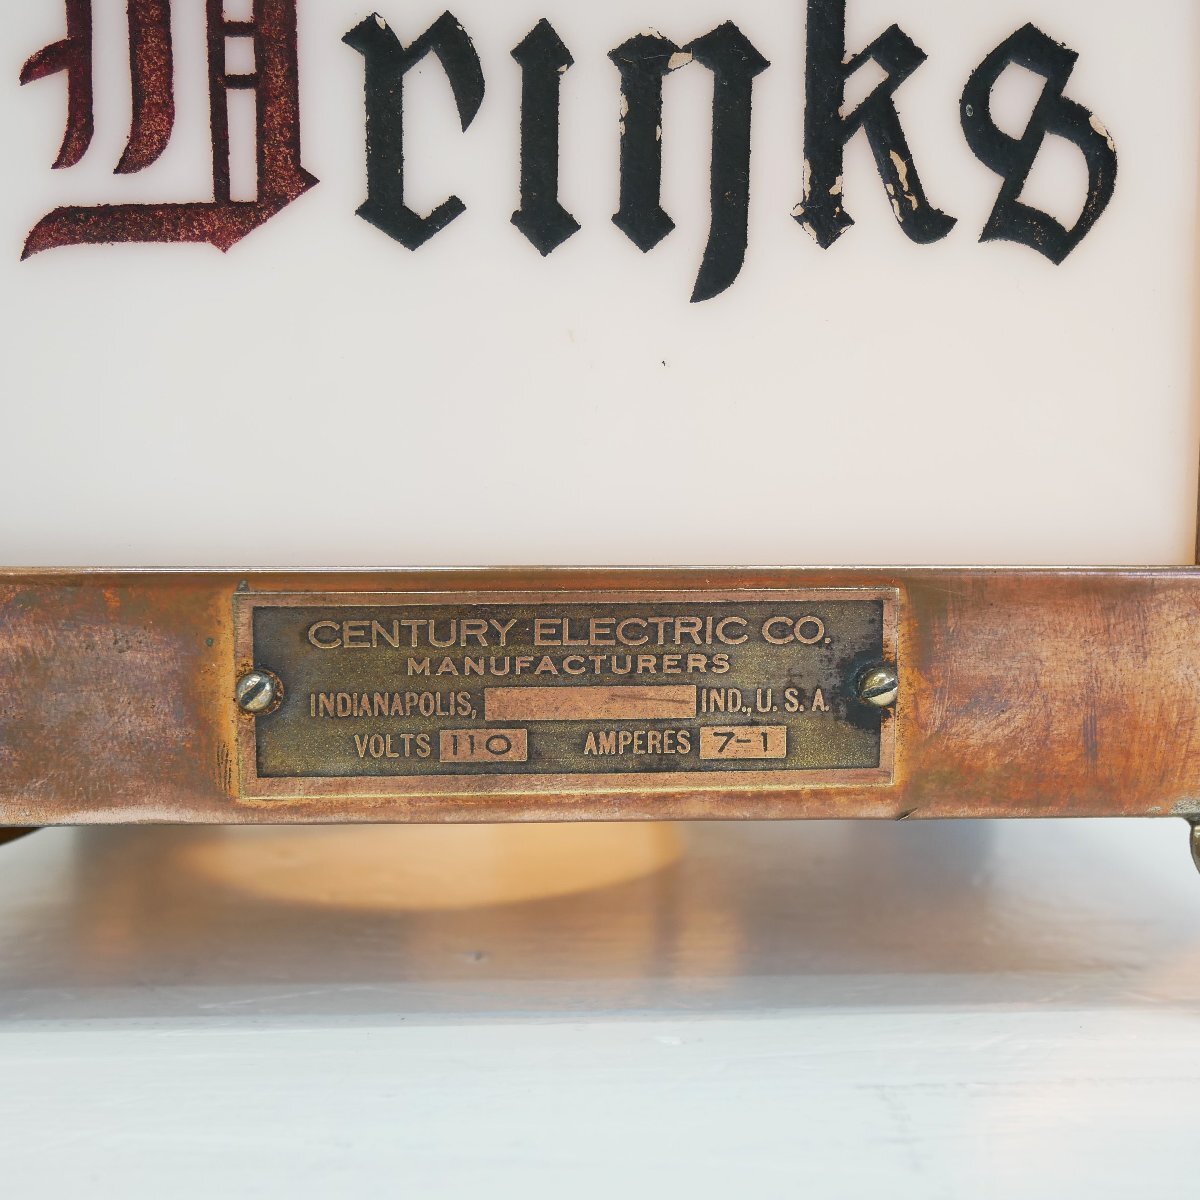 Drinks
CENTURY ELECTRIC CO.
MANUFACTURERS
INDIANAPOLIS, IND., U. S. A.
VOLTS 110 AMPERES 7-1